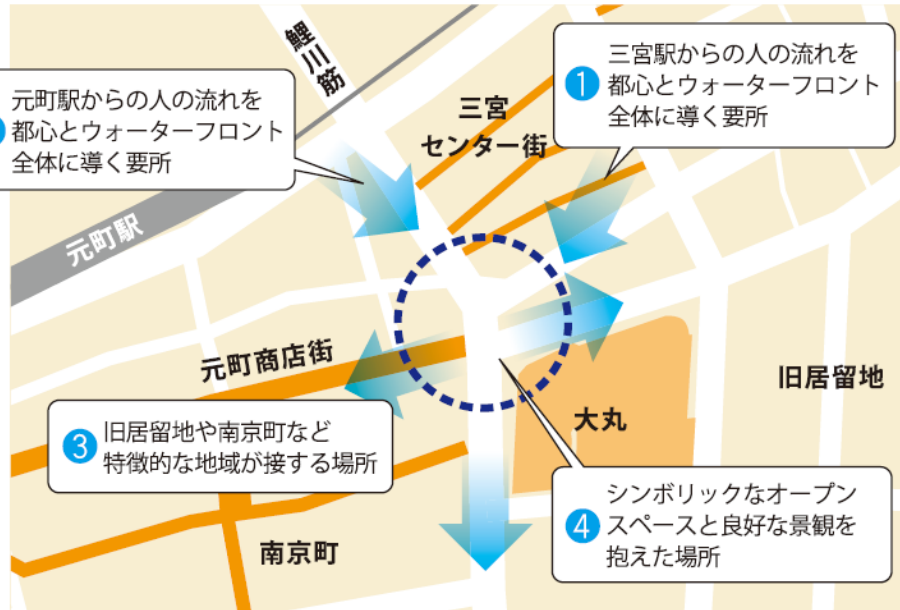 鯉川筋
1
三宮駅からの人の流れを
都心とウォーターフロント
全体に導く要所
元町駅からの人の流れを
都心とウォーターフロント
全体に導く要所
三宮
センター街
元町駅
元町商店街
旧居留地
大丸
3
旧居留地や南京町など
特徴的な地域が接する場所
4
シンボリックなオープン
スペースと良好な景観を
抱えた場所
南京町